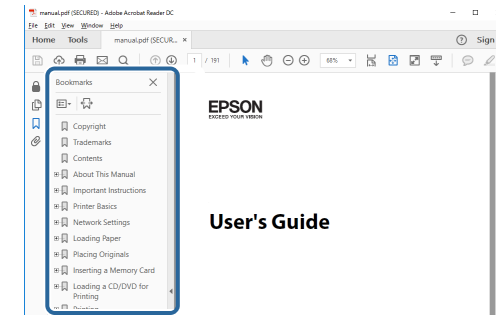 manual.pdf (SECURED) - Adobe Acrobat Reader DC
File Edit View Window Help
Home Tools manual.pdf (SECUR... × ? Sign
1 / 191 68%
Bookmarks
Copyright
Trademarks
Contents
About This Manual
Important Instructions
Printer Basics
Network Settings
Loading Paper
Placing Originals
Inserting a Memory Card
Loading a CD/DVD for
Printing
Printing
EPSON
EXCEED YOUR VISION
User's Guide